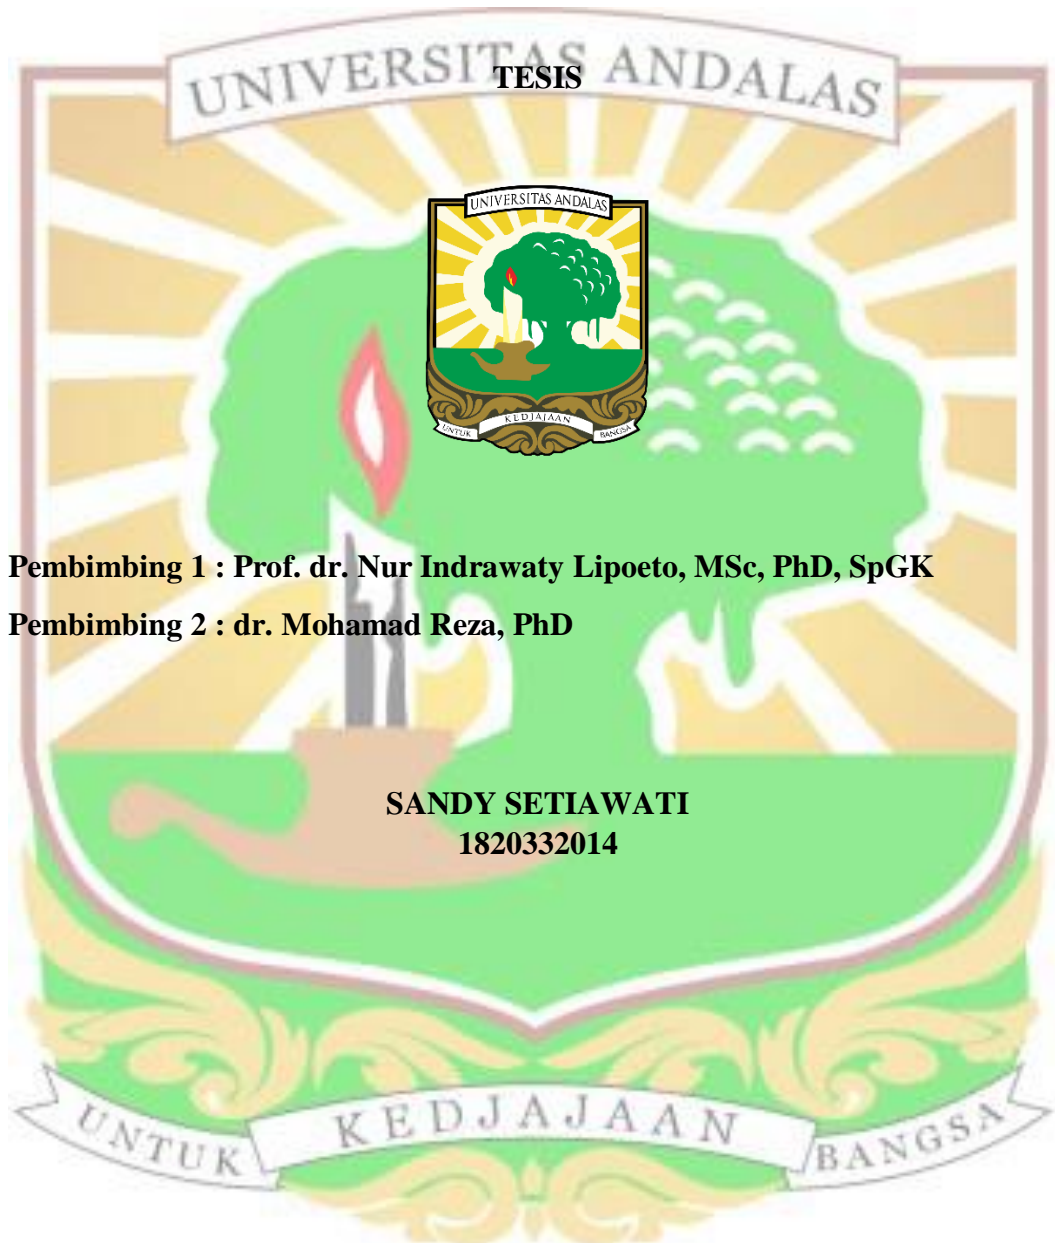 UNIVERSITAS ANDALAS
TESIS
UNIVERSITAS ANDALAS
UNTUK KEDJAJAAN BANGSA
Pembimbing 1 : Prof. dr. Nur Indrawaty Lipoeto, MSc, PhD, SpGK
Pembimbing 2 : dr. Mohamad Reza, PhD
SANDY SETIAWATI
1820332014
UNTUK KEDJAJAAN BANGSA